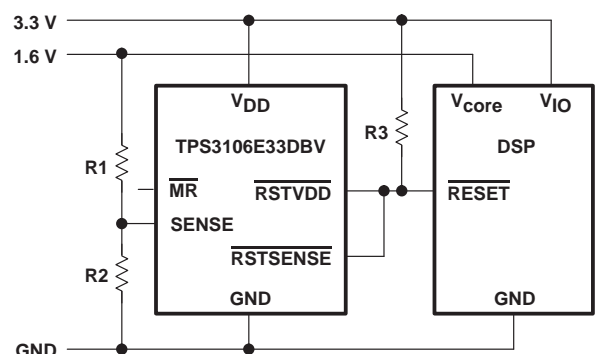 3.3 V
1.6 V
VDD
Vcore
VIO
R3
TPS3106E33DBV
DSP
R1
MR
RSTVDD
RESET
SENSE
RSTSENSE
R2
GND
GND
GND